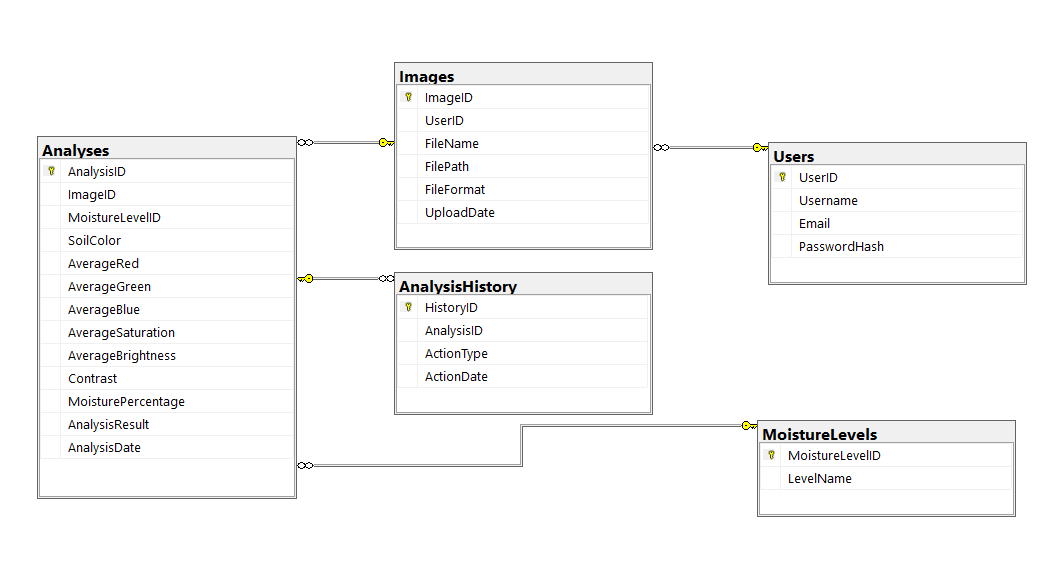 Analyses
AnalysisID
ImageID
MoistureLevelID
SoilColor
AverageRed
AverageGreen
AverageBlue
AverageSaturation
AverageBrightness
Contrast
MoisturePercentage
AnalysisResult
AnalysisDate
Images
ImageID
UserID
FileName
FilePath
FileFormat
UploadDate
AnalysisHistory
HistoryID
AnalysisID
ActionType
ActionDate
Users
UserID
Username
Email
PasswordHash
MoistureLevels
MoistureLevelID
LevelName